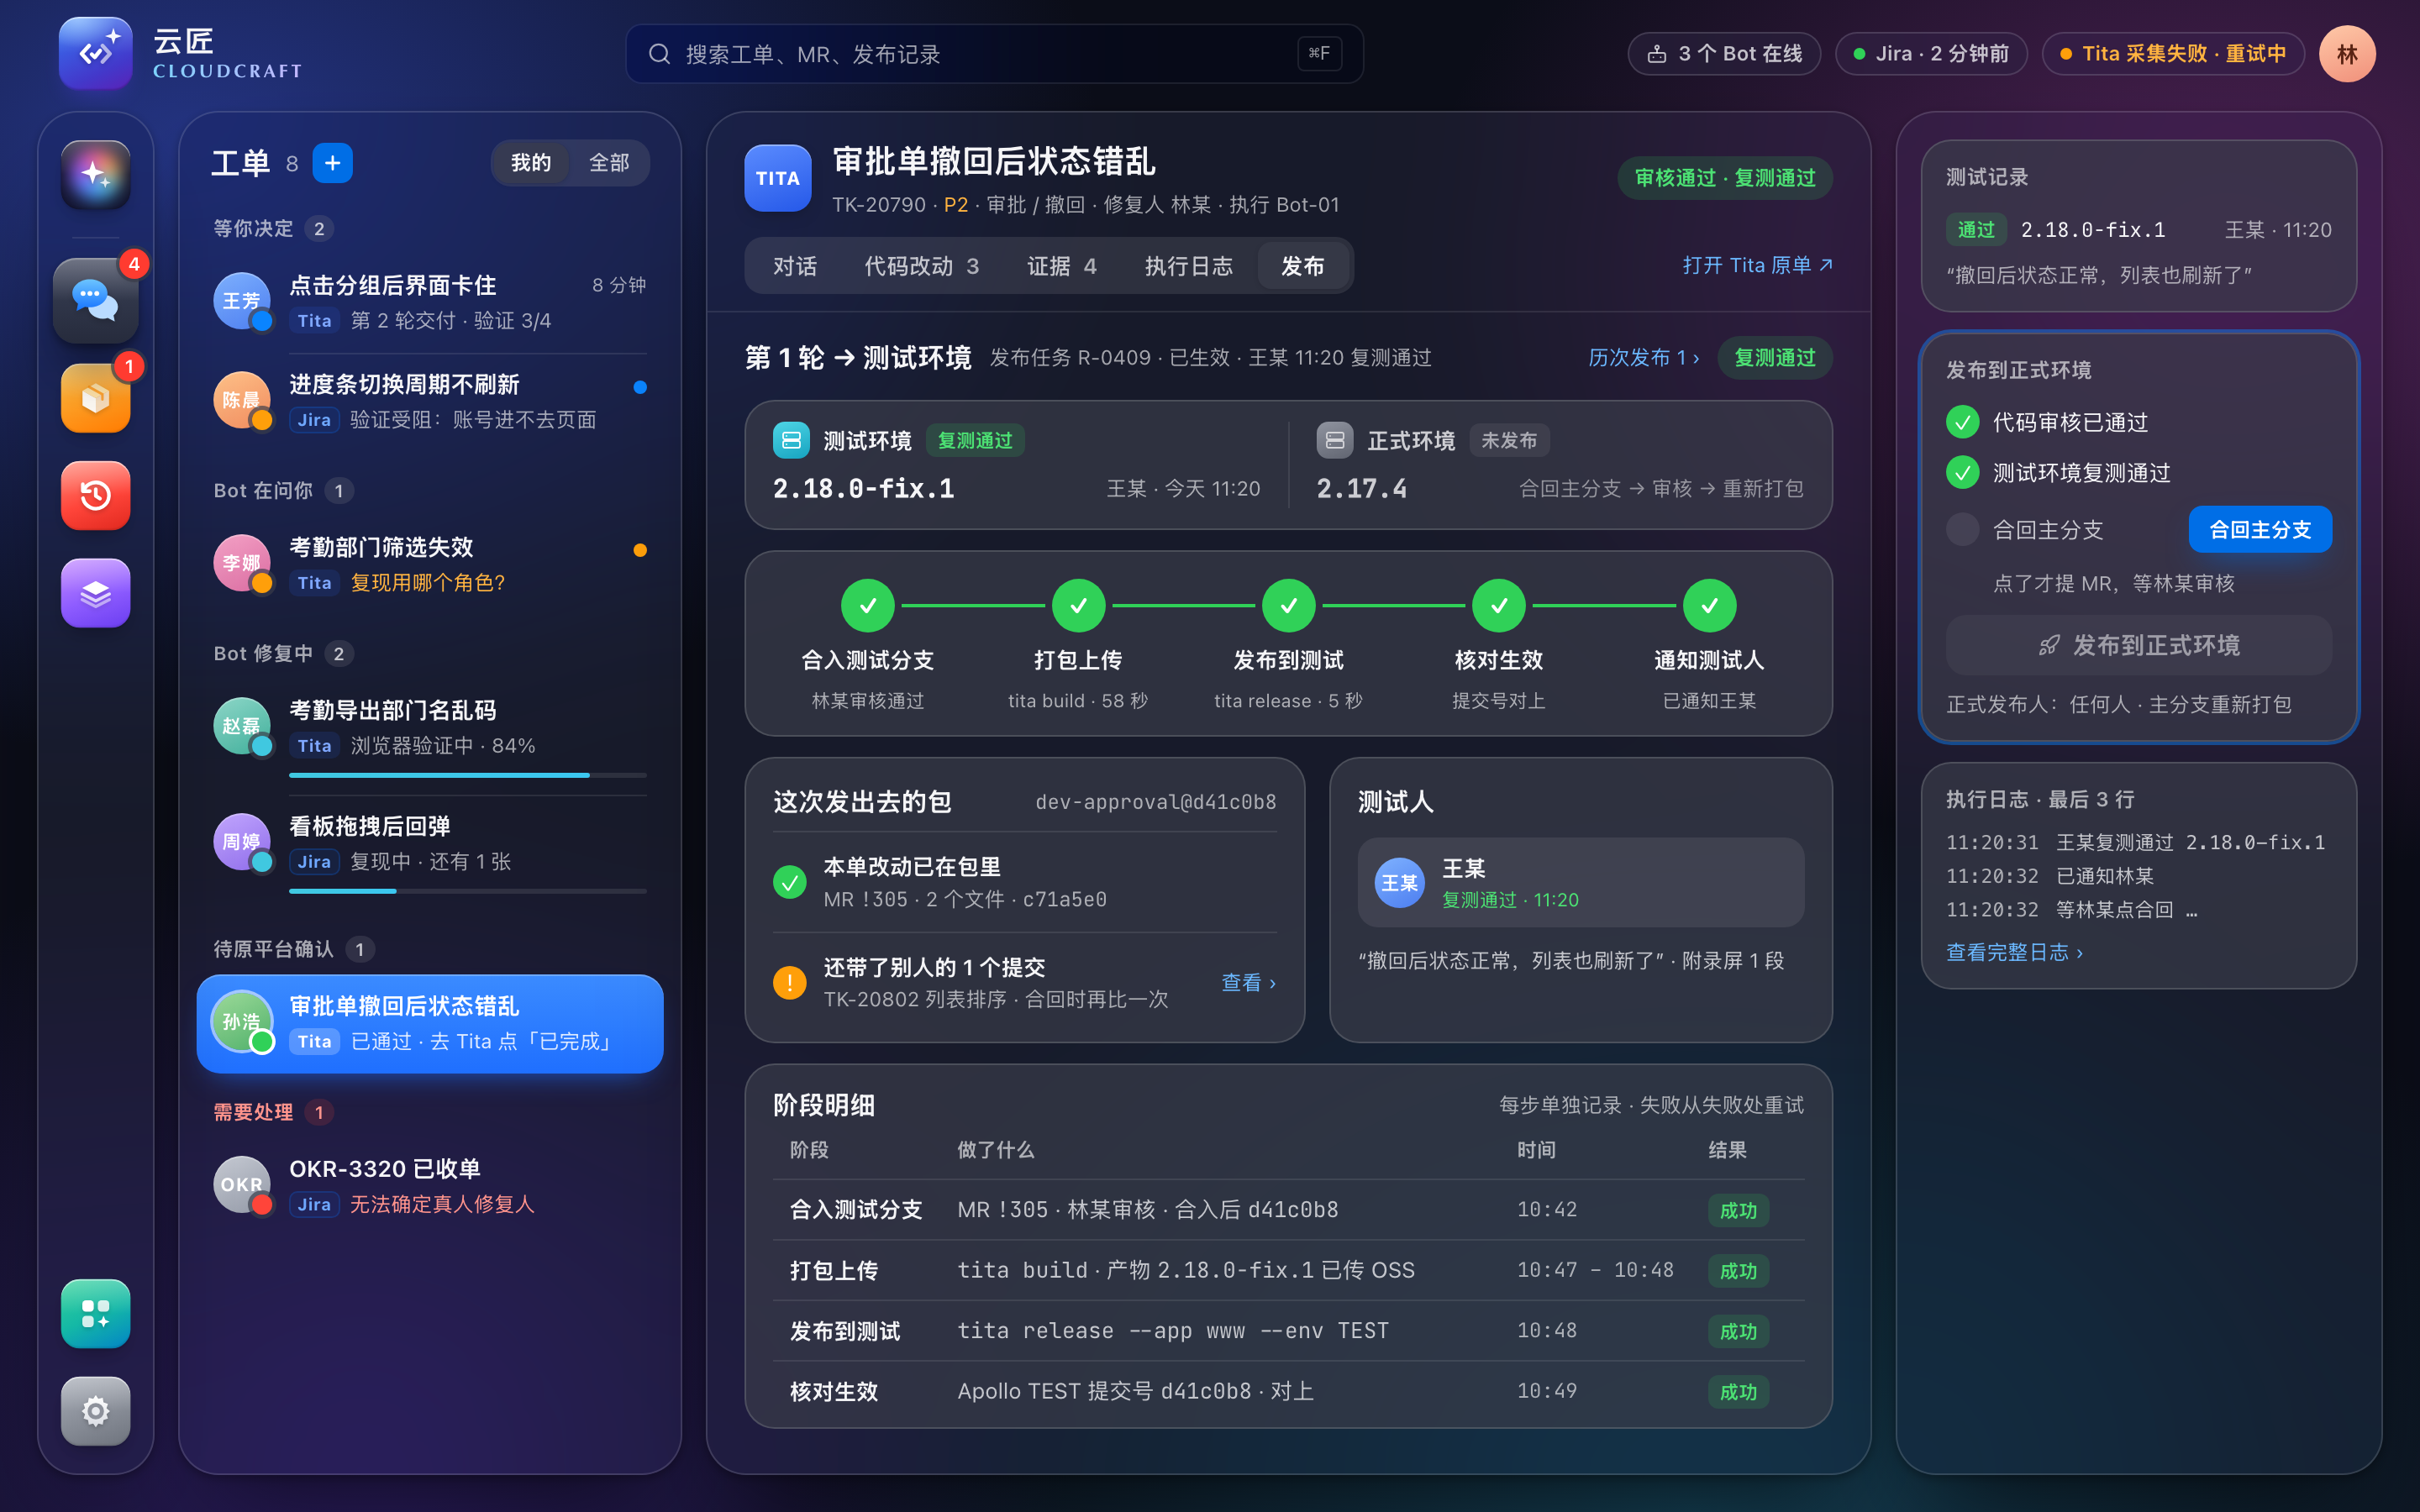 云匠
CLOUDCRAFT
搜索工单、MR、发布记录
⌘F
3 个 Bot 在线
Jira · 2 分钟前
Tita 采集失败 · 重试中
林
4
1
工单 8 +
我的 全部
等你决定 2
王芳
点击分组后界面卡住 8 分钟
Tita 第 2 轮交付 · 验证 3/4
陈晨
进度条切换周期不刷新
Jira 验证受阻：账号进不去页面
Bot 在问你 1
李娜
考勤部门筛选失效
Tita 复现用哪个角色？
Bot 修复中 2
赵磊
考勤导出部门名乱码
Tita 浏览器验证中 · 84%
周婷
看板拖拽后回弹
Jira 复现中 · 还有 1 张
待原平台确认 1
孙浩
审批单撤回后状态错乱
Tita 已通过 · 去 Tita 点「已完成」
需要处理 1
OKR
OKR-3320 已收单
Jira 无法确定真人修复人
TITA
审批单撤回后状态错乱
TK-20790 · P2 · 审批 / 撤回 · 修复人 林某 · 执行 Bot-01
审核通过 · 复测通过
对话 代码改动 3 证据 4 执行日志 发布
打开 Tita 原单 ↗
第 1 轮 → 测试环境 发布任务 R-0409 · 已生效 · 王某 11:20 复测通过
历次发布 1 › 复测通过
测试环境 复测通过
2.18.0-fix.1 王某 · 今天 11:20
正式环境 未发布
2.17.4 合回主分支 → 审核 → 重新打包
合入测试分支 打包上传 发布到测试 核对生效 通知测试人
林某审核通过 tita build · 58 秒 tita release · 5 秒 提交号对上 已通知王某
这次发出去的包 dev-approval@d41c0b8
本单改动已在包里
MR !305 · 2 个文件 · c71a5e0
还带了别人的 1 个提交
TK-20802 列表排序 · 合回时再比一次
查看 ›
测试人
王某
王某
复测通过 · 11:20
“撤回后状态正常，列表也刷新了” · 附录屏 1 段
阶段明细 每步单独记录 · 失败从失败处重试
阶段 做了什么 时间 结果
合入测试分支 MR !305 · 林某审核 · 合入后 d41c0b8 10:42 成功
打包上传 tita build · 产物 2.18.0-fix.1 已传 OSS 10:47 – 10:48 成功
发布到测试 tita release --app www --env TEST 10:48 成功
核对生效 Apollo TEST 提交号 d41c0b8 · 对上 10:49 成功
测试记录
通过 2.18.0-fix.1 王某 · 11:20
“撤回后状态正常，列表也刷新了”
发布到正式环境
代码审核已通过
测试环境复测通过
合回主分支 合回主分支
点了才提 MR，等林某审核
发布到正式环境
正式发布人：任何人 · 主分支重新打包
执行日志 · 最后 3 行
11:20:31 王某复测通过 2.18.0-fix.1
11:20:32 已通知林某
11:20:32 等林某点合回 …
查看完整日志 ›